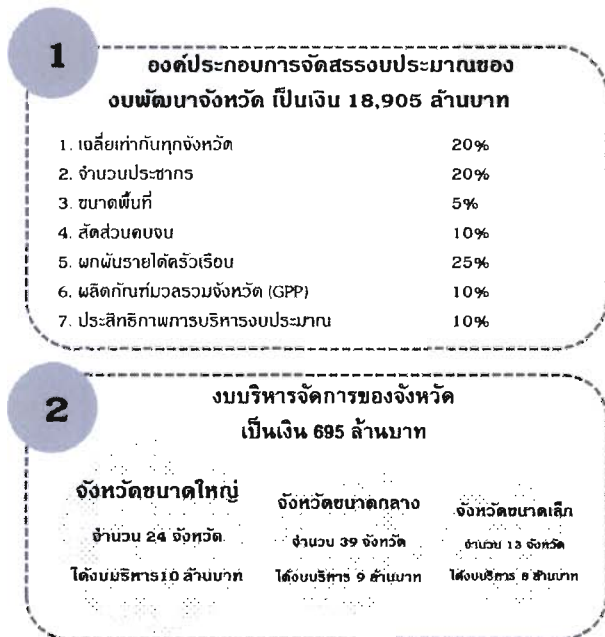 1
องค์ประกอบการจัดสรรงบประมาณของ
งบพัฒนาจังหวัด เป็นเงิน 18,905 ล้านบาท
1. เฉลี่ยเท่ากันทุกจังหวัด 20%
2. จำนวนประชากร 20%
3. ขนาดพื้นที่ 5%
4. สัดส่วนคนจน 10%
5. ผกผันรายได้ครัวเรือน 25%
6. ผลิตภัณฑ์มวลรวมจังหวัด (GPP) 10%
7. ประสิทธิภาพการบริหารงบประมาณ 10%
2
งบบริหารจัดการของจังหวัด
เป็นเงิน 695 ล้านบาท
จังหวัดขนาดใหญ่
จำนวน 24 จังหวัด
ได้งบบริหาร10 ล้านบาท
จังหวัดขนาดกลาง
จำนวน 39 จังหวัด
ได้งบบริหาร 9 ล้านบาท
จังหวัดขนาดเล็ก
จำนวน 13 จังหวัด
ได้งบบริหาร 8 ล้านบาท